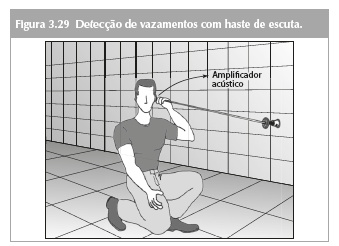 Figura 3.29 Detecção de vazamentos com haste de escuta.
Amplificador
acústico